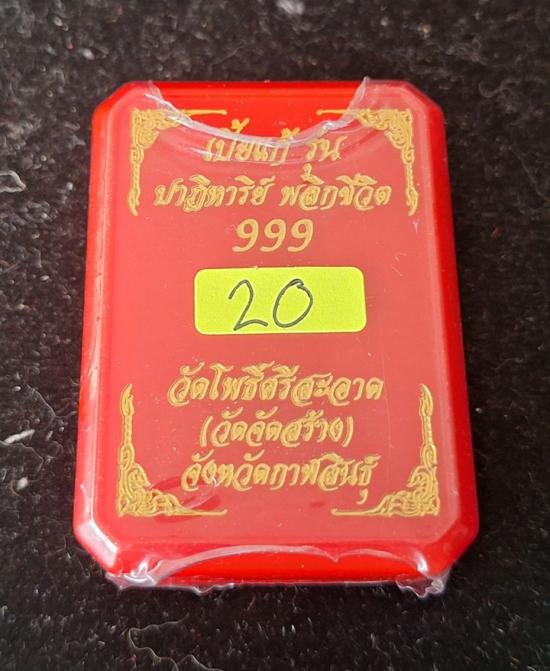 เบี้ยแก้ รุ่น
ปาฏิหาริย์ พลิกชีวิต
999
20
วัดโพธิ์ศรีสะอาด
(วัดจัดสร้าง)
จังหวัดกาฬสินธุ์